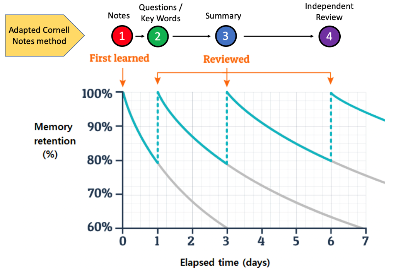 Adapted Cornell
Notes method
Notes
Questions /
Key Words
Summary
Independent
Review
1
2
3
4
First learned
Reviewed
Memory
retention
(%)
100%
90%
80%
70%
60%
0 1 2 3 4 5 6 7
Elapsed time (days)